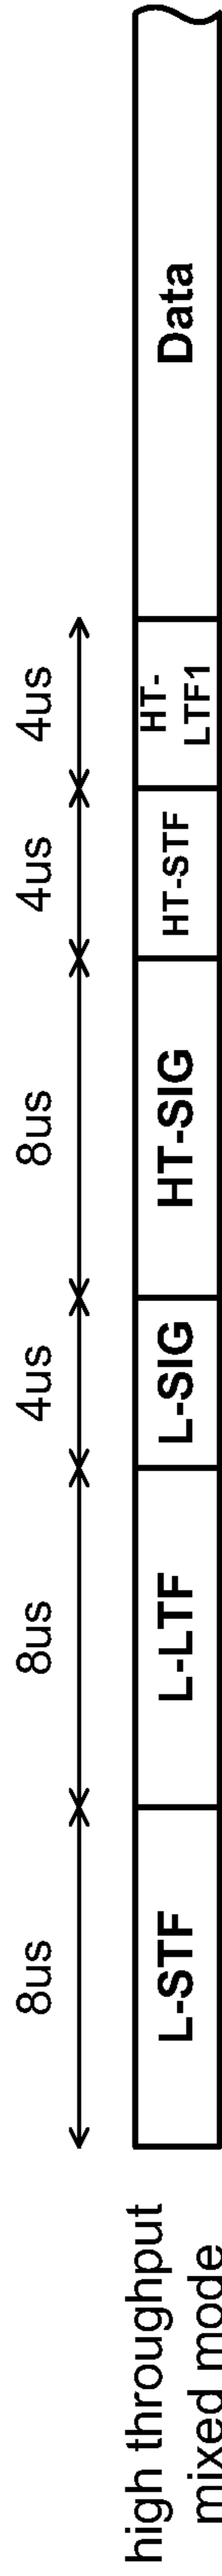 8us
8us
4us
8us
4us
4us
high throughput
mixed mode
L-STF
L-LTF
L-SIG
HT-SIG
HT-STF
HT-
LTF1
Data